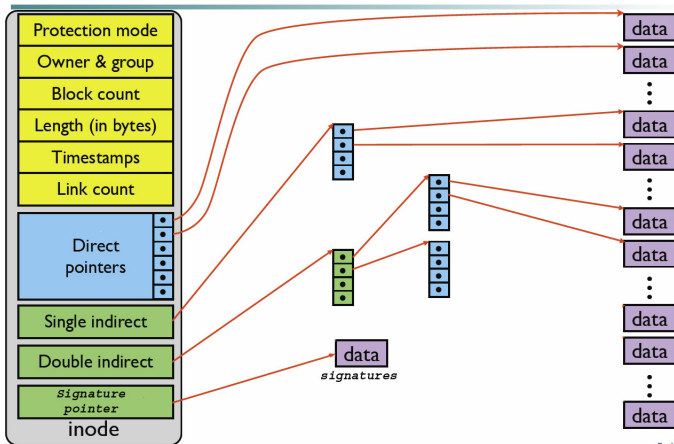 Protection mode
Owner & group
Block count
Length (in bytes)
Timestamps
Link count
Direct
pointers
Single indirect
Double indirect
Signature
pointer
inode
data
signatures
data
data
data
data
data
data
data
data
data